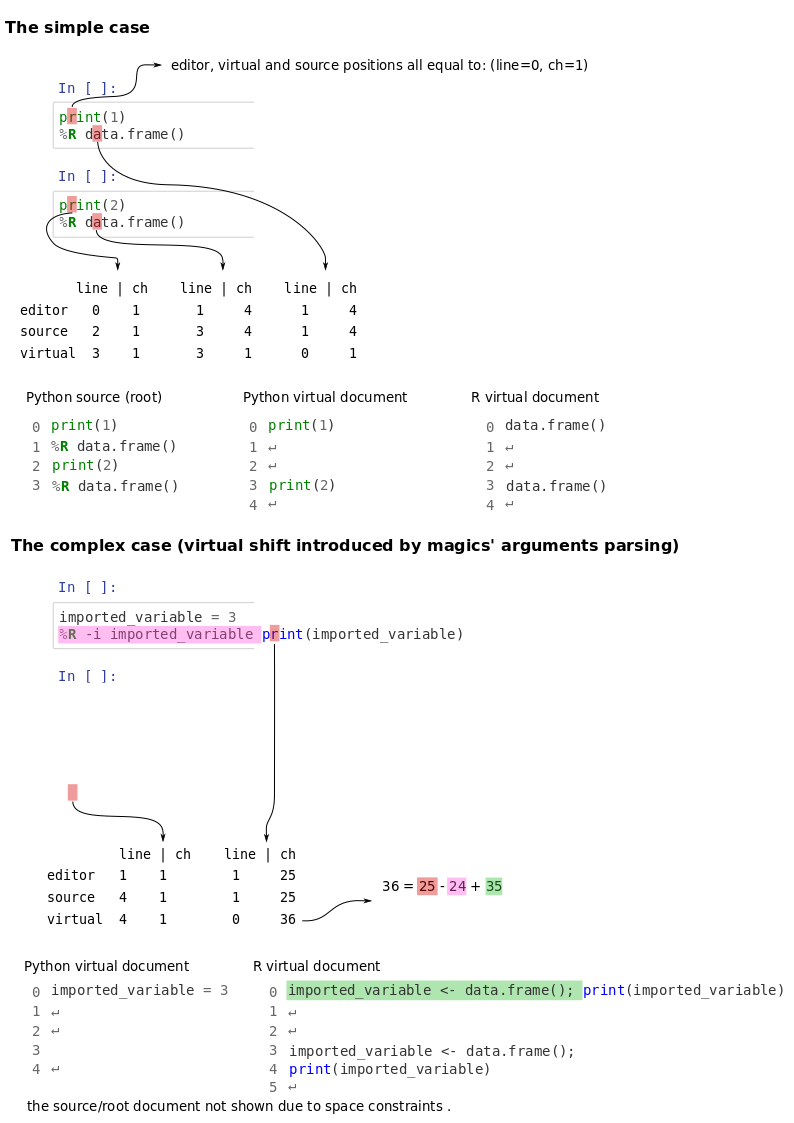 The simple case
editor, virtual and source positions all equal to: (line=0, ch=1)
In [ ]:
print(1)
%R data.frame()
In [ ]:
print(2)
%R data.frame()
line | ch line | ch line | ch
editor 0 1 1 4 1 4
source 2 1 3 4 1 4
virtual 3 1 3 1 0 1
Python source (root) Python virtual document R virtual document
0 print(1) 0 print(1) 0 data.frame()
1 %R data.frame() 1 ↵ 1 ↵
2 print(2) 2 ↵ 2 ↵
3 %R data.frame() 3 print(2) 3 data.frame()
4 ↵ 4 ↵
The complex case (virtual shift introduced by magics' arguments parsing)
In [ ]:
imported_variable = 3
%R -i imported_variable print(imported_variable)
In [ ]:
line | ch line | ch
editor 1 1 1 25
source 4 1 1 25
virtual 4 1 0 36
36 = 25 - 24 + 35
Python virtual document R virtual document
0 imported_variable = 3 0 imported_variable <- data.frame(); print(imported_variable)
1 ↵ 1 ↵
2 ↵ 2 ↵
3 3 imported_variable <- data.frame();
4 ↵ 4 print(imported_variable)
5 ↵
the source/root document not shown due to space constraints .